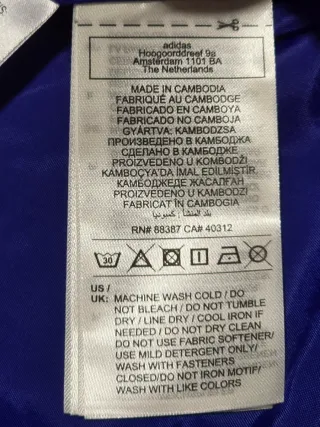 adidas
Hoogoorddreef 9a
Amsterdam 1101 BA
The Netherlands
MADE IN CAMBODIA
FABRIQUÉ AU CAMBODGE
FABRICADO EN CAMBOYA
FABRICADO NO CAMBOJA
GYÁRTVA: KAMBODZSA
ПРОИЗВЕДЕНО В КАМБОДЖА
СДЕЛАНО В КАМБОДЖЕ
PROIZVEDENO U KOMBODŽI
KAMBOÇYA'DA İMAL EDİLMİŞTİR
КАМБОДЖЕДЕ ЖАСАЛҒАН
PROIZVEDENO U KAMBODŽI
FABRICAT ÎN CAMBOGIA
بلد المنشأ: كمبوديا
RN# 88387 CA# 40312
30
US /
UK: MACHINE WASH COLD / DO
NOT BLEACH / DO NOT TUMBLE
DRY / LINE DRY / COOL IRON IF
NEEDED / DO NOT DRY CLEAN
DO NOT USE FABRIC SOFTENER/
USE MILD DETERGENT ONLY/
WASH WITH FASTENERS
CLOSED/DO NOT IRON MOTIF/
WASH WITH LIKE COLORS